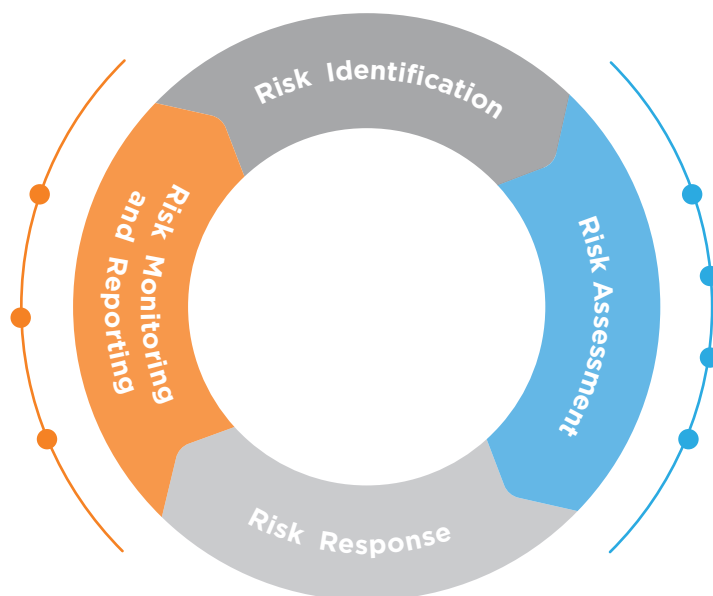 Risk Identification
Risk Assessment
Risk Response
Risk Monitoring
and Reporting